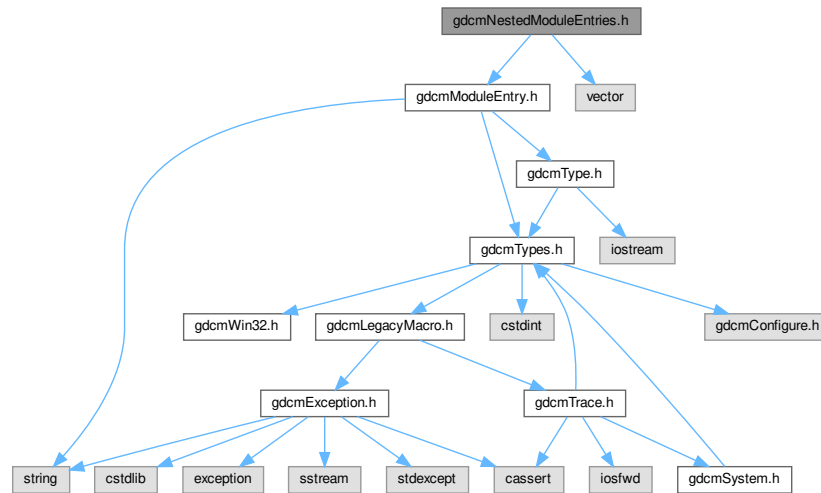 gdcmNestedModuleEntries.h
gdcmModuleEntry.h
vector
gdcmType.h
gdcmTypes.h
iostream
gdcmWin32.h
gdcmLegacyMacro.h
cstdint
gdcmConfigure.h
gdcmException.h
gdcmTrace.h
string
cstdlib
exception
sstream
stdexcept
cassert
iosfwd
gdcmSystem.h